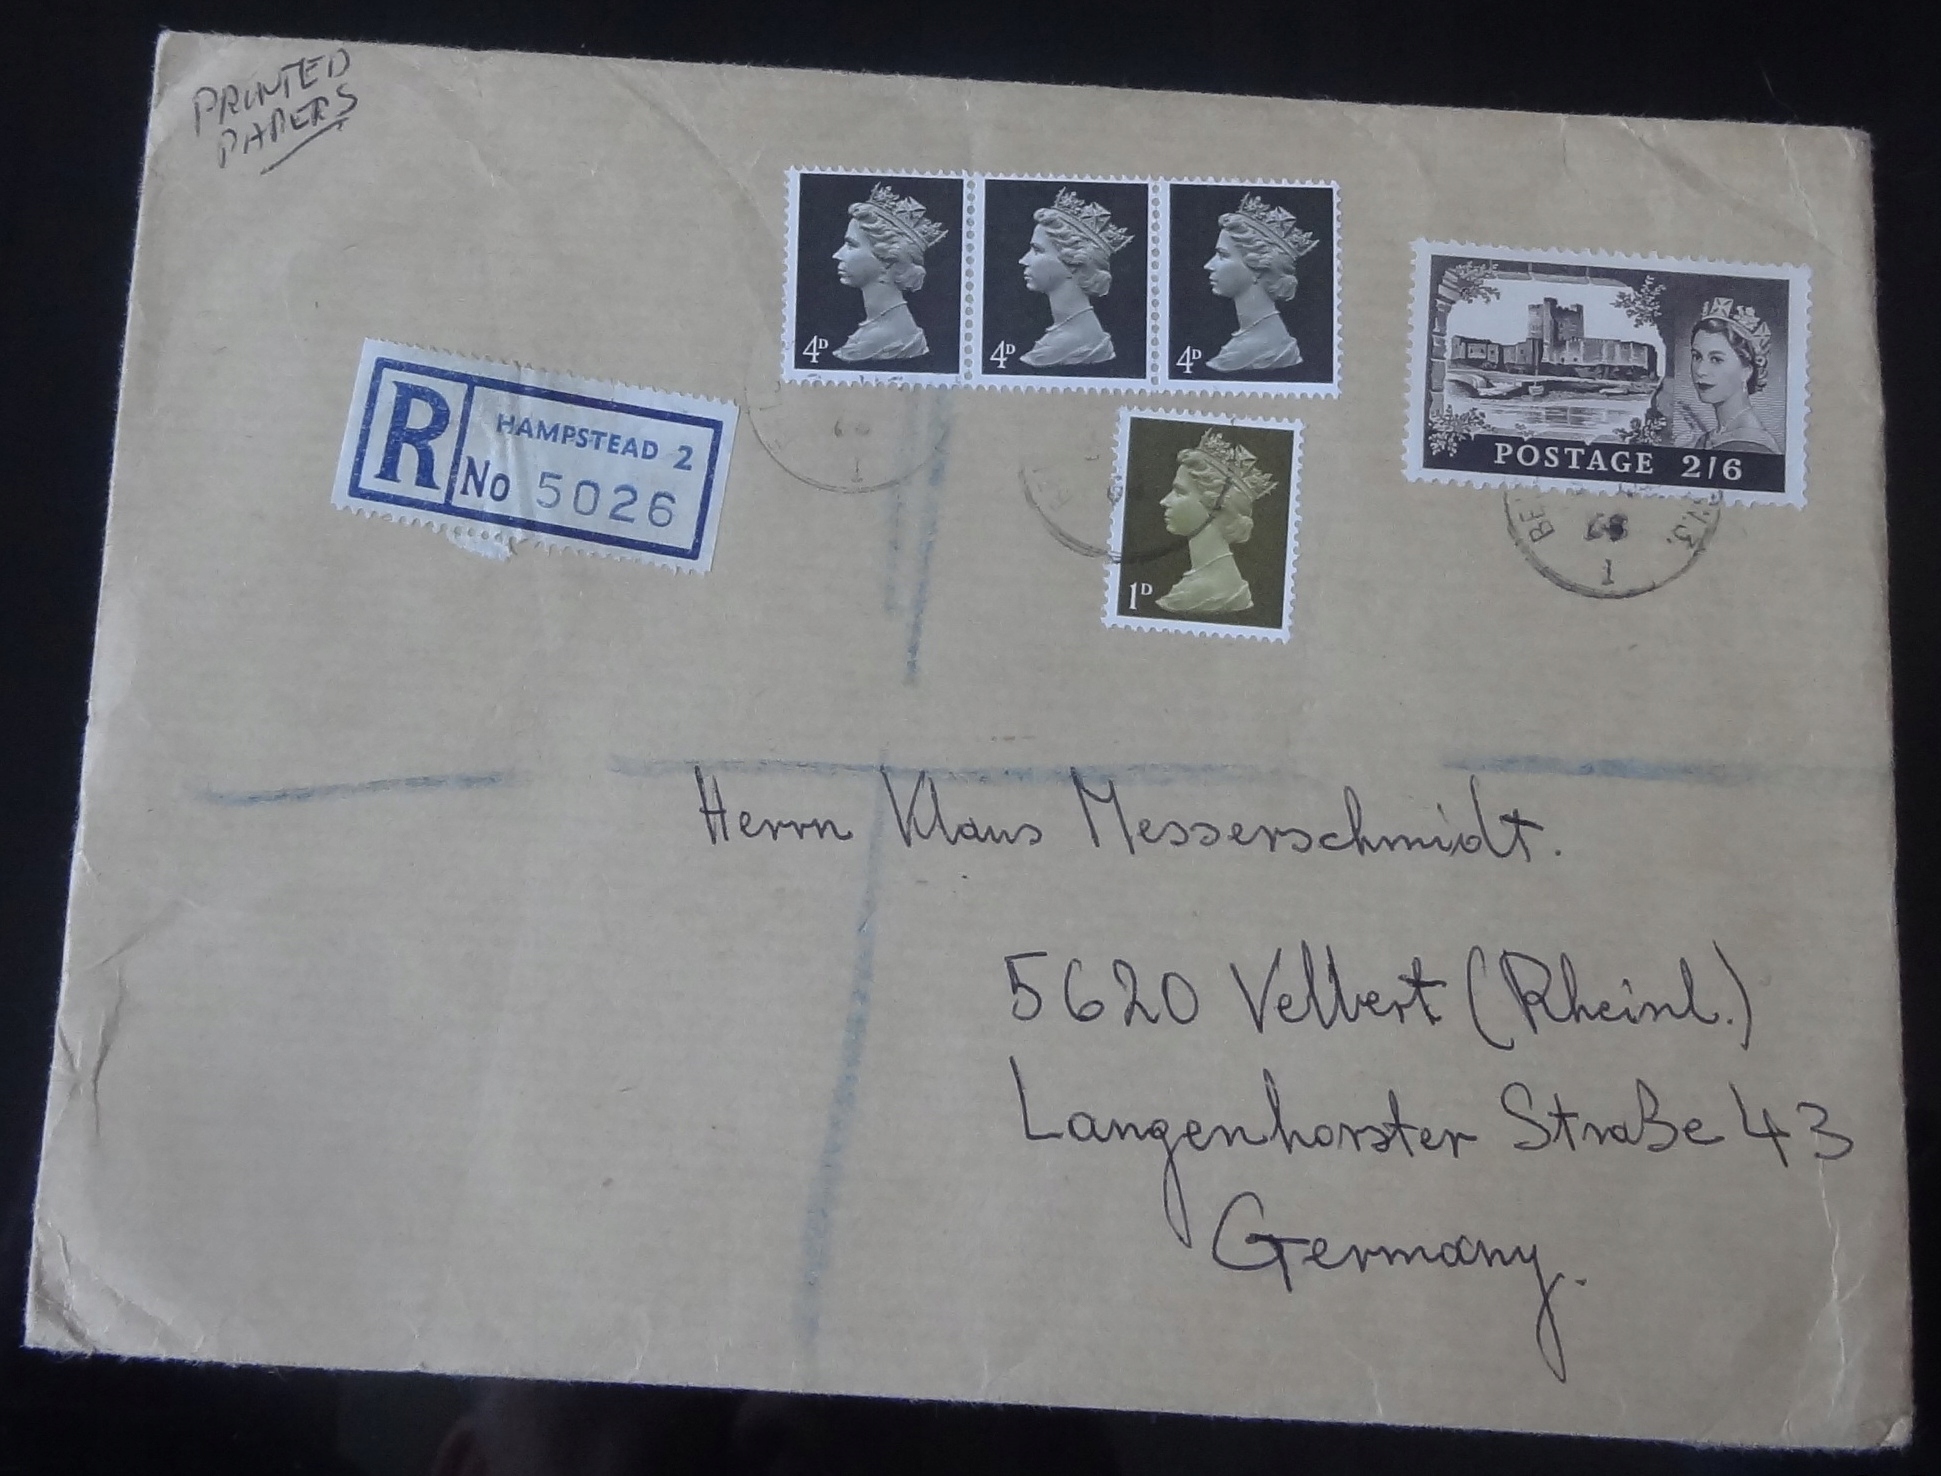 PRINTED
PAPERS
4D
4D
4D
POSTAGE 2/6
1D
R
HAMPSTEAD 2
No 5026
Herrn Klaus Messerschmidt.
5620 Velbert (Rheinl.)
Langenhorster Straße 43
Germany.